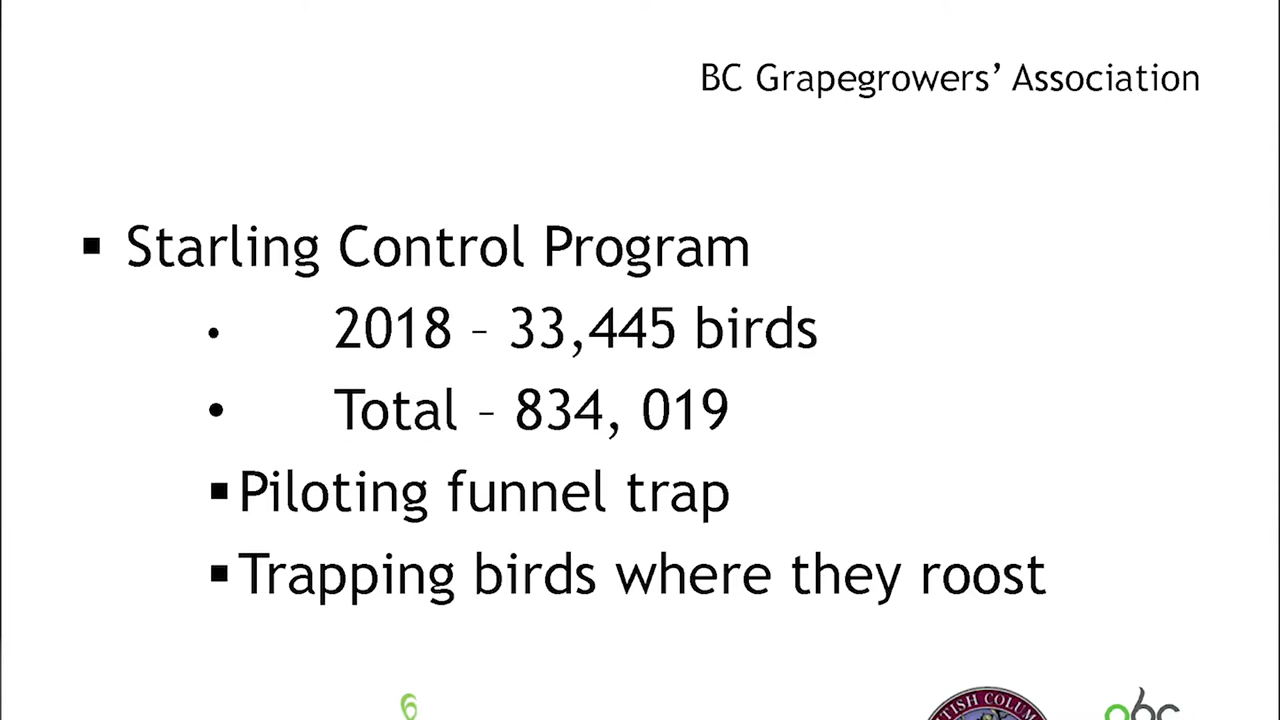 BC Grapegrowers’ Association
▪ Starling Control Program
• 2018 – 33,445 birds
• Total – 834, 019
▪ Piloting funnel trap
▪ Trapping birds where they roost
6